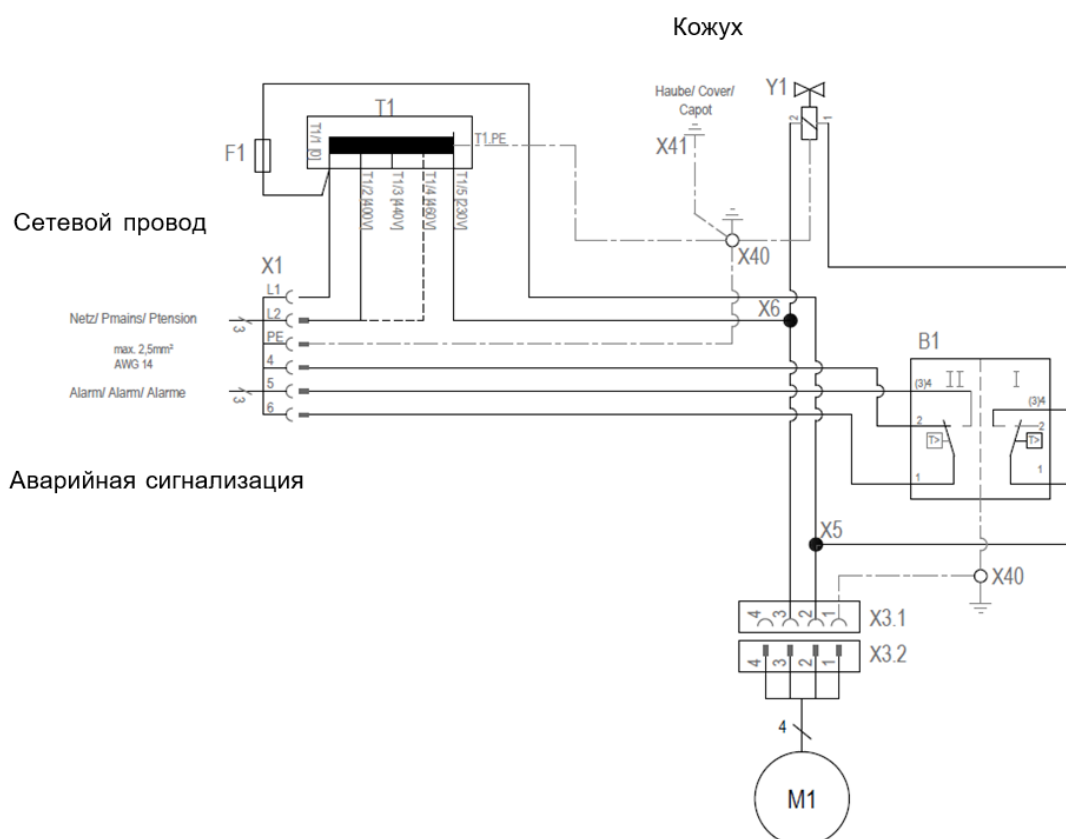 Кожух
Haube/ Cover/
Capot
Y1
2
1
X41
T1
T1/1 [0]
T1.PE
F1
T1/2 [400V]
T1/3 [440V]
T1/4 [460V]
T1/5 [230V]
Сетевой провод
X40
X1
L1
Netz/ Pmains/ Ptension
3
L2
X6
PE
max. 2,5mm²
AWG 14
4
B1
Alarm/ Alarm/ Alarme
3
5
6
(3)4
II
I
(3)4
2
T>
T>
2
1
1
Аварийная сигнализация
X5
X40
4
3
2
1
X3.1
4
3
2
1
X3.2
4
M1